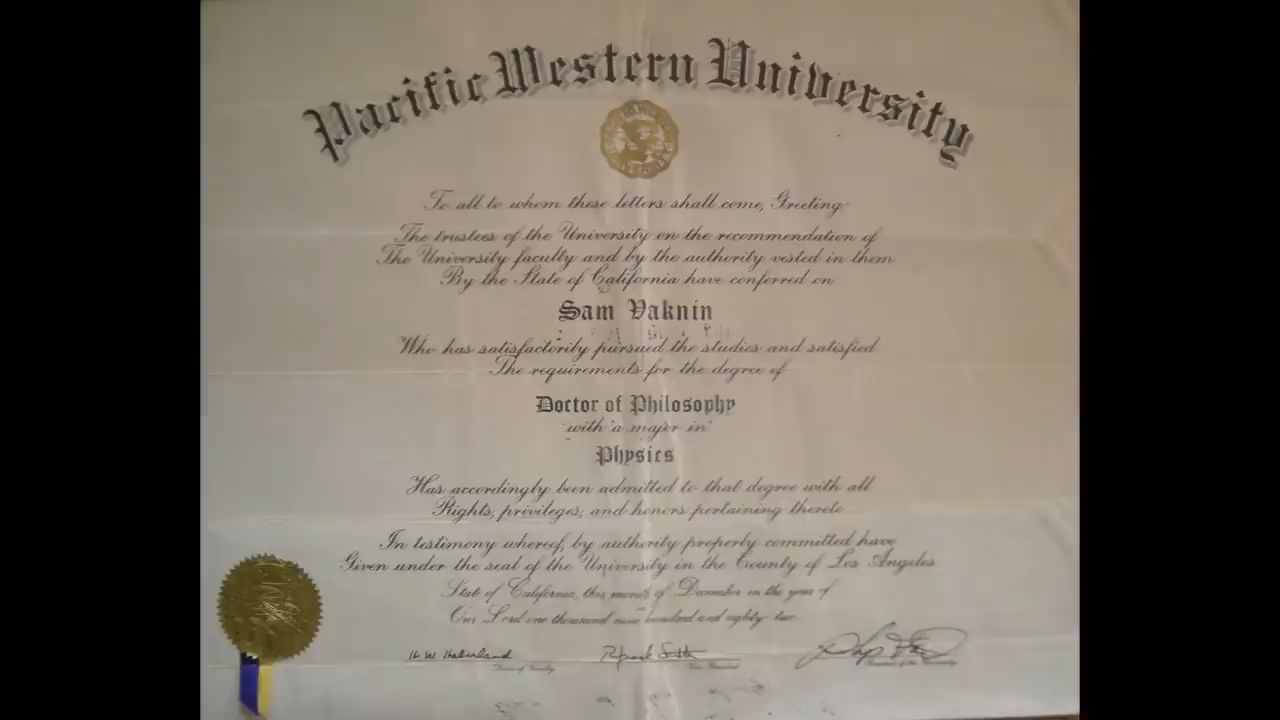 Pacific Western University
To all to whom these letters shall come, Greeting:
The trustees of the University on the recommendation of
The University faculty and by the authority vested in them
By the State of California have conferred on
Sam Vaknin
Who has satisfactority pursued the studies and satisfied
The requirements for the degree of
Doctor of Philosophy
with a major in
Physics
Has accordingly been admitted to that degree with all
Rights, privileges, and honors pertaining thereto
In testimony whereof, by authority properly committed have
Given under the seal of the University in the County of Los Angeles
State of California, this month of December in the year of
Our Lord one thousand nine hundred and eighty-two.
H. W. Haberland